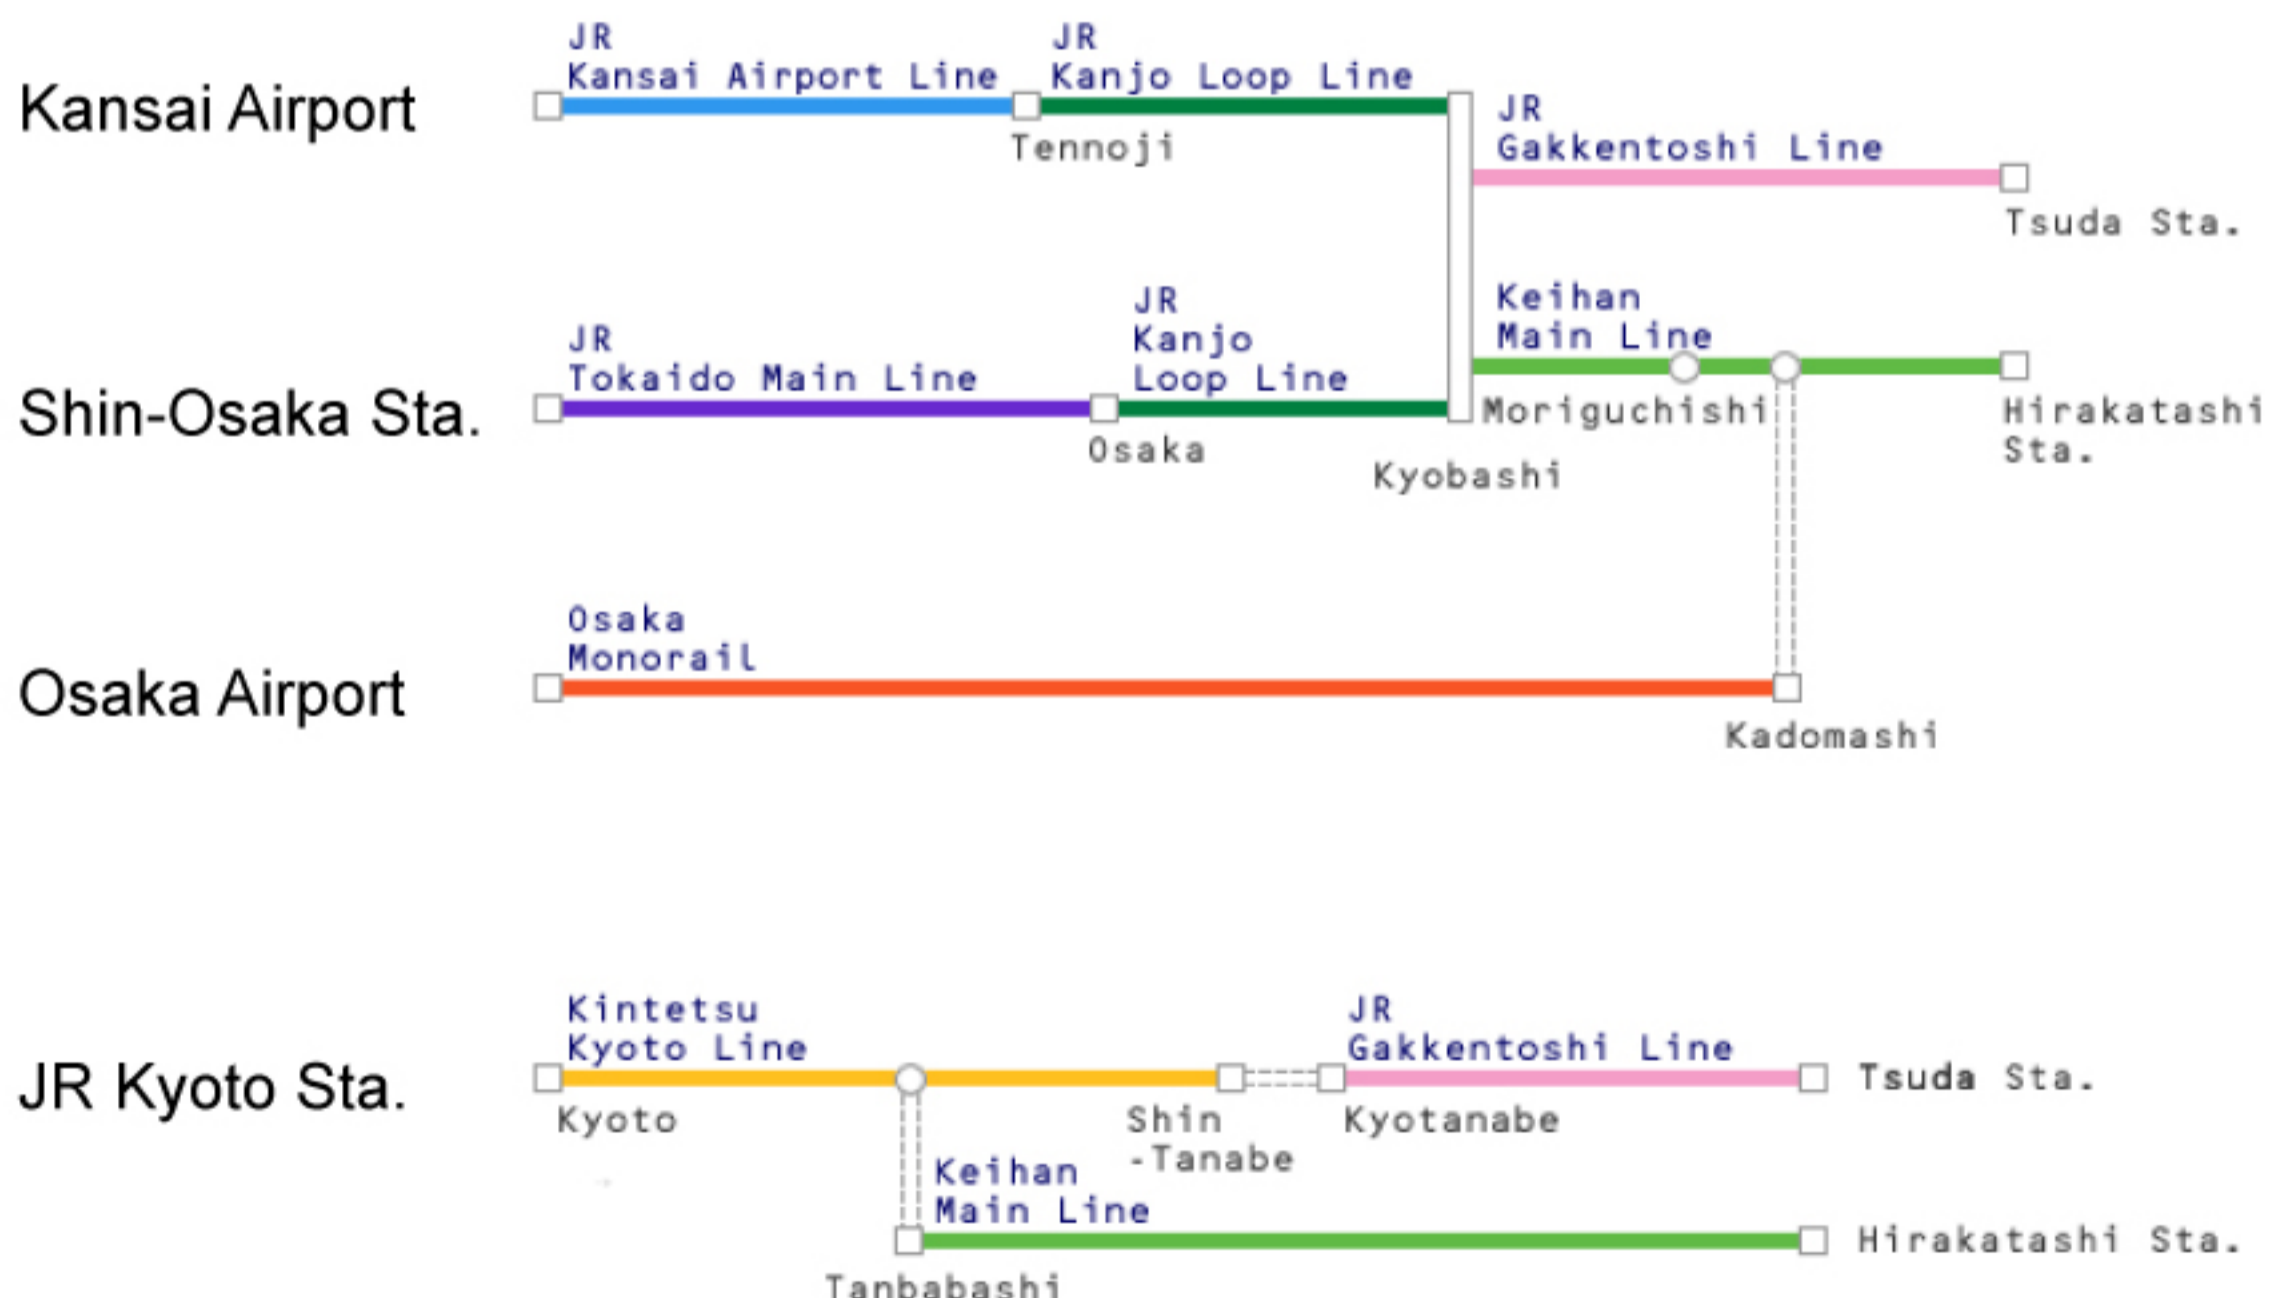 JR
Kansai Airport Line
JR
Kanjo Loop Line
Kansai Airport
Tennoji
JR
Gakkentoshi Line
Tsuda Sta.
JR
Kanjo
Loop Line
Keihan
Main Line
JR
Tokaido Main Line
Shin-Osaka Sta.
Osaka
Moriguchishi
Hirakatashi
Sta.
Kyobashi
Osaka
Monorail
Osaka Airport
Kadomashi
Kintetsu
Kyoto Line
JR
Gakkentoshi Line
JR Kyoto Sta.
Tsuda Sta.
Kyoto
Shin
-Tanabe
Kyotanabe
Keihan
Main Line
Hirakatashi Sta.
Tanbabashi